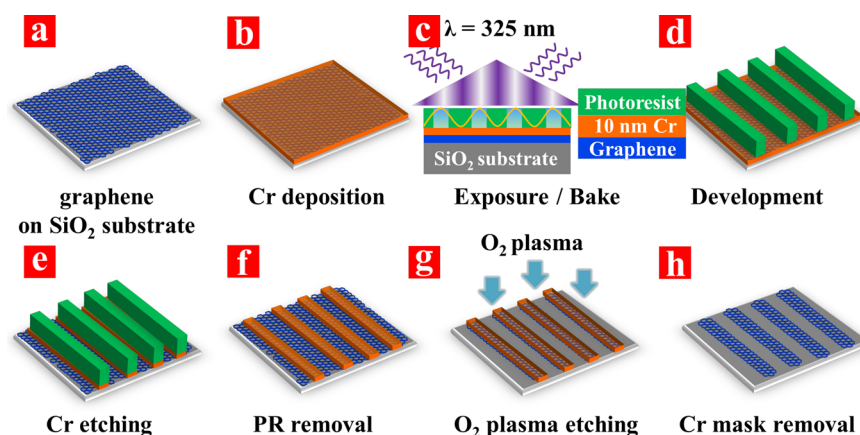 a
b
c
d
λ = 325 nm
Photoresist
10 nm Cr
Graphene
SiO₂ substrate
graphene
on SiO₂ substrate
Cr deposition
Exposure / Bake
Development
e
f
g
h
O₂ plasma
Cr etching
PR removal
O₂ plasma etching
Cr mask removal